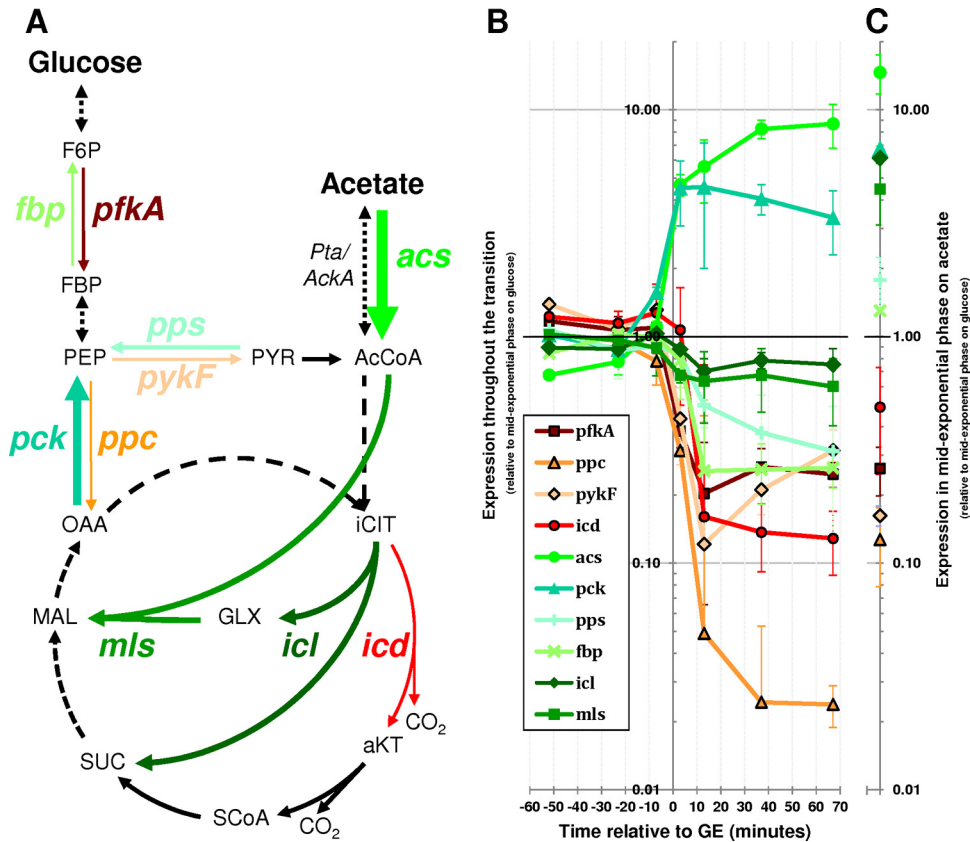 A
Glucose
F6P
fbp
pfkA
FBP
Acetate
Pta/
AckA
acs
pps
PEP
PYR
AcCoA
pykF
pck
ppc
OAA
iCIT
MAL
GLX
mls
icl
icd
CO2
aKT
SUC
SCoA
CO2
B
Expression throughout the transition
(relative to mid-exponential phase on glucose)
10.00
1.00
0.10
0.01
pfkA
ppc
pykF
icd
acs
pck
pps
fbp
icl
mls
-60 -50 -40 -30 -20 -10 0 10 20 30 40 50 60 70
Time relative to GE (minutes)
C
10.00
1.00
0.10
0.01
Expression in mid-exponential phase on acetate
(relative to mid-exponential phase on glucose)